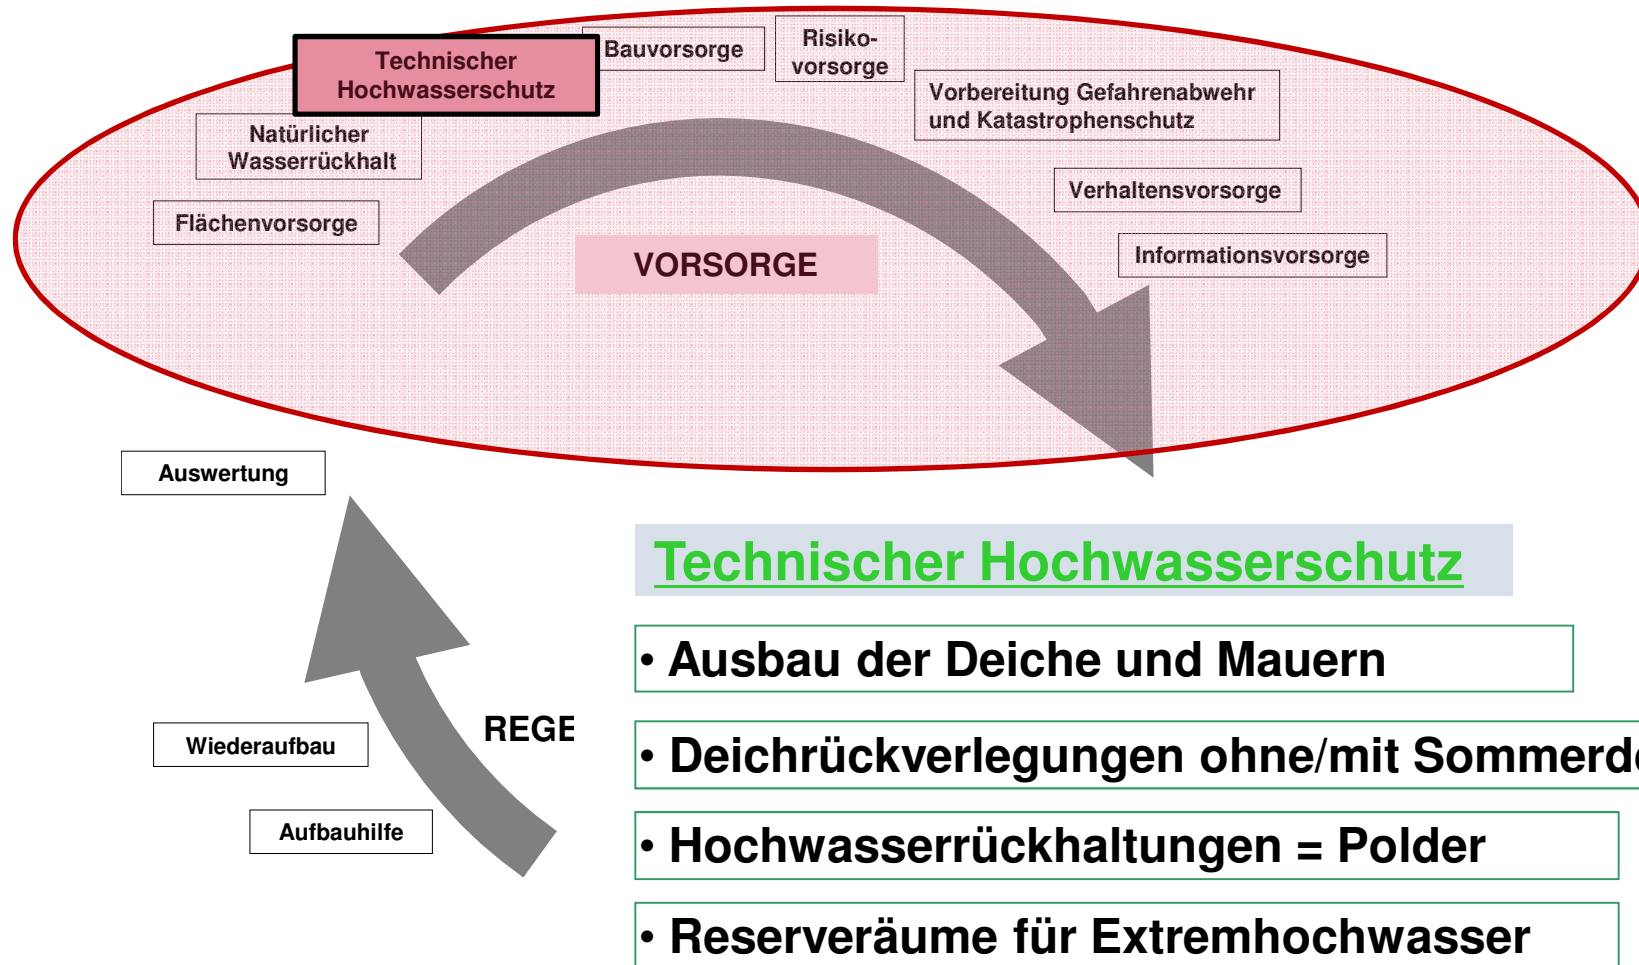 Technischer
Hochwasserschutz
Bauvorsorge
Risiko-
vorsorge
Vorbereitung Gefahrenabwehr
und Katastrophenschutz
Natürlicher
Wasserrückhalt
Verhaltensvorsorge
Flächenvorsorge
Informationsvorsorge
VORSORGE
Auswertung
Wiederaufbau
REGE
Aufbauhilfe
Technischer Hochwasserschutz
• Ausbau der Deiche und Mauern
• Deichrückverlegungen ohne/mit Sommerde
• Hochwasserrückhaltungen = Polder
• Reserveräume für Extremhochwasser